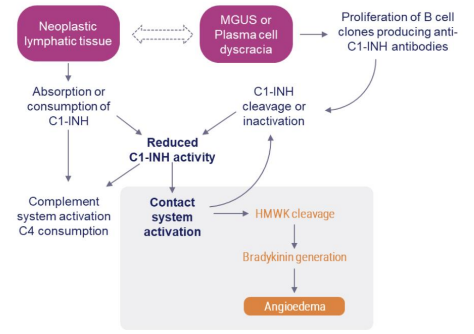 Neoplastic
lymphatic tissue
MGUS or
Plasma cell
dyscracia
Proliferation of B cell
clones producing anti-
C1-INH antibodies
Absorption or
consumption of
C1-INH
C1-INH
cleavage or
inactivation
Reduced
C1-INH activity
Complement
system activation
C4 consumption
Contact
system
activation
HMWK cleavage
Bradykinin generation
Angioedema